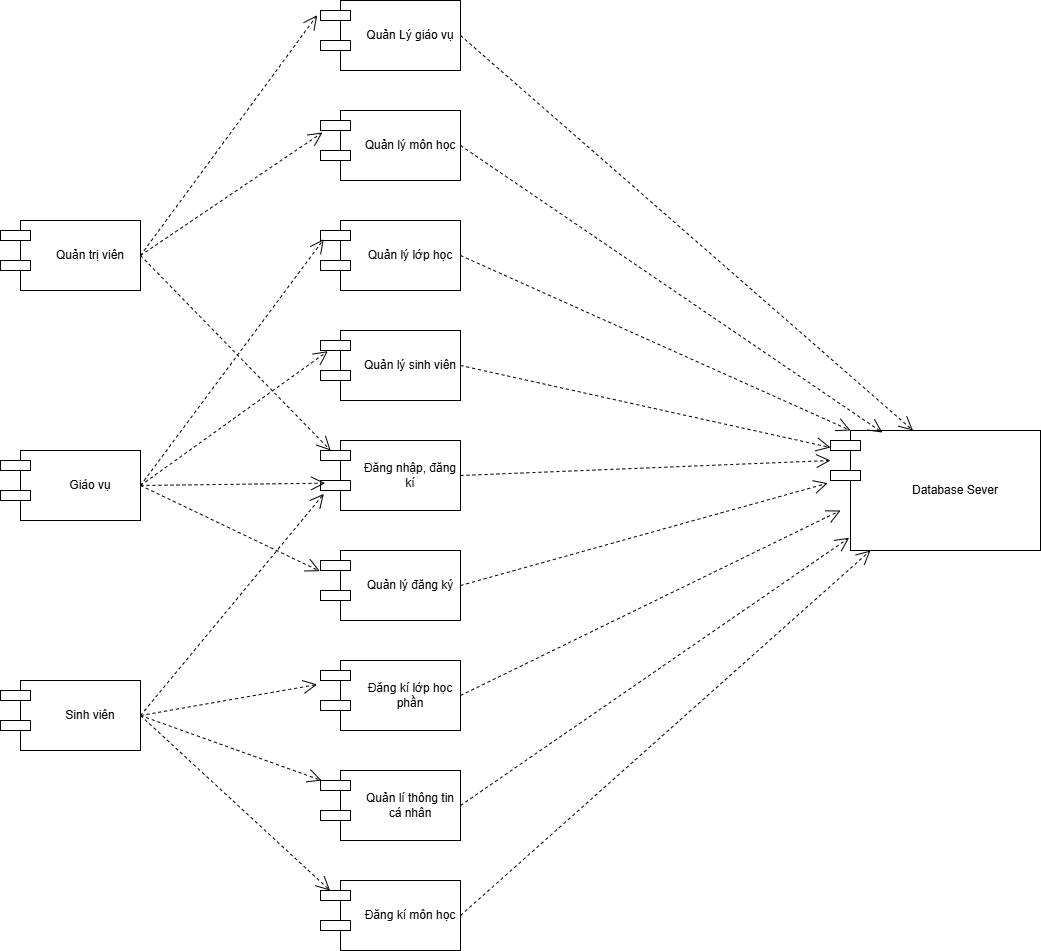 Quản Lý giáo vụ
Quản lý môn học
Quản trị viên
Quản lý lớp học
Quản lý sinh viên
Giáo vụ
Đăng nhập, đăng
kí
Database Sever
Quản lý đăng ký
Sinh viên
Đăng kí lớp học
phần
Quản lí thông tin
cá nhân
Đăng kí môn học